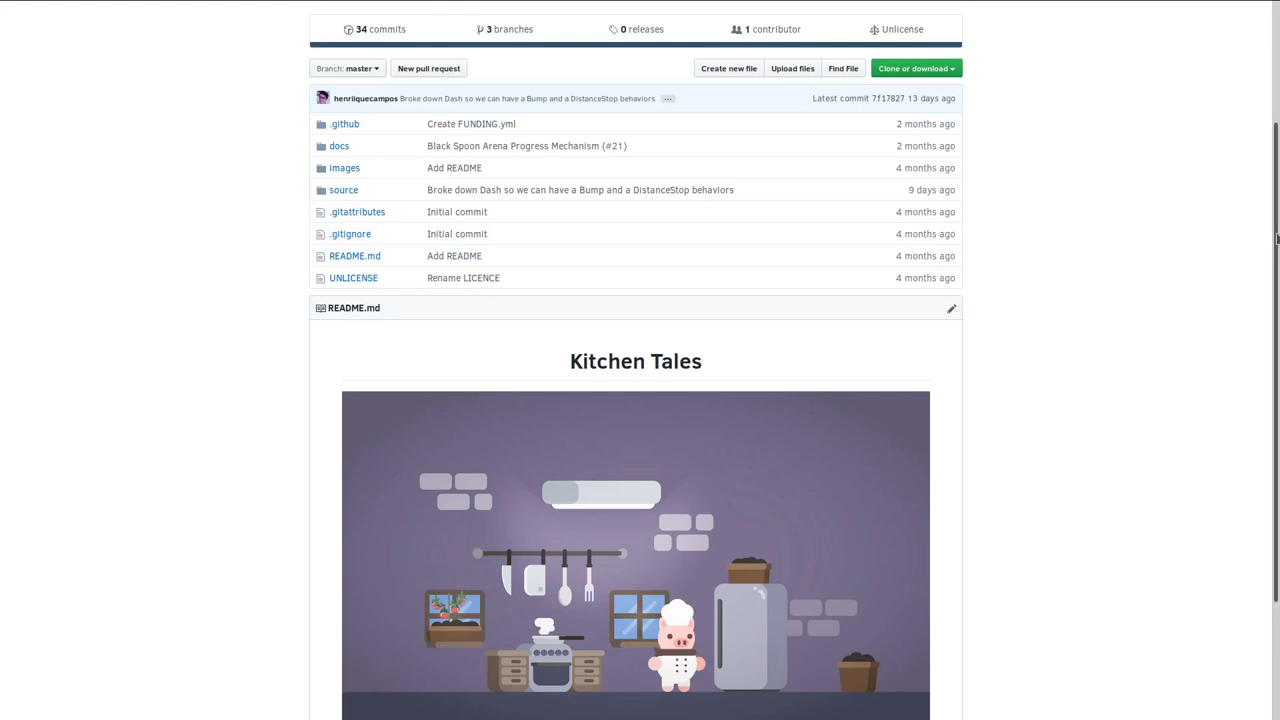 34 commits 3 branches 0 releases 1 contributor Unlicense
Branch: master New pull request Create new file Upload files Find File Clone or download
henriiquecampos Broke down Dash so we can have a Bump and a DistanceStop behaviors ... Latest commit 7f17827 13 days ago
.github Create FUNDING.yml 2 months ago
docs Black Spoon Arena Progress Mechanism (#21) 2 months ago
images Add README 4 months ago
source Broke down Dash so we can have a Bump and a DistanceStop behaviors 9 days ago
.gitattributes Initial commit 4 months ago
.gitignore Initial commit 4 months ago
README.md Add README 4 months ago
UNLICENSE Rename LICENCE 4 months ago
README.md
Kitchen Tales